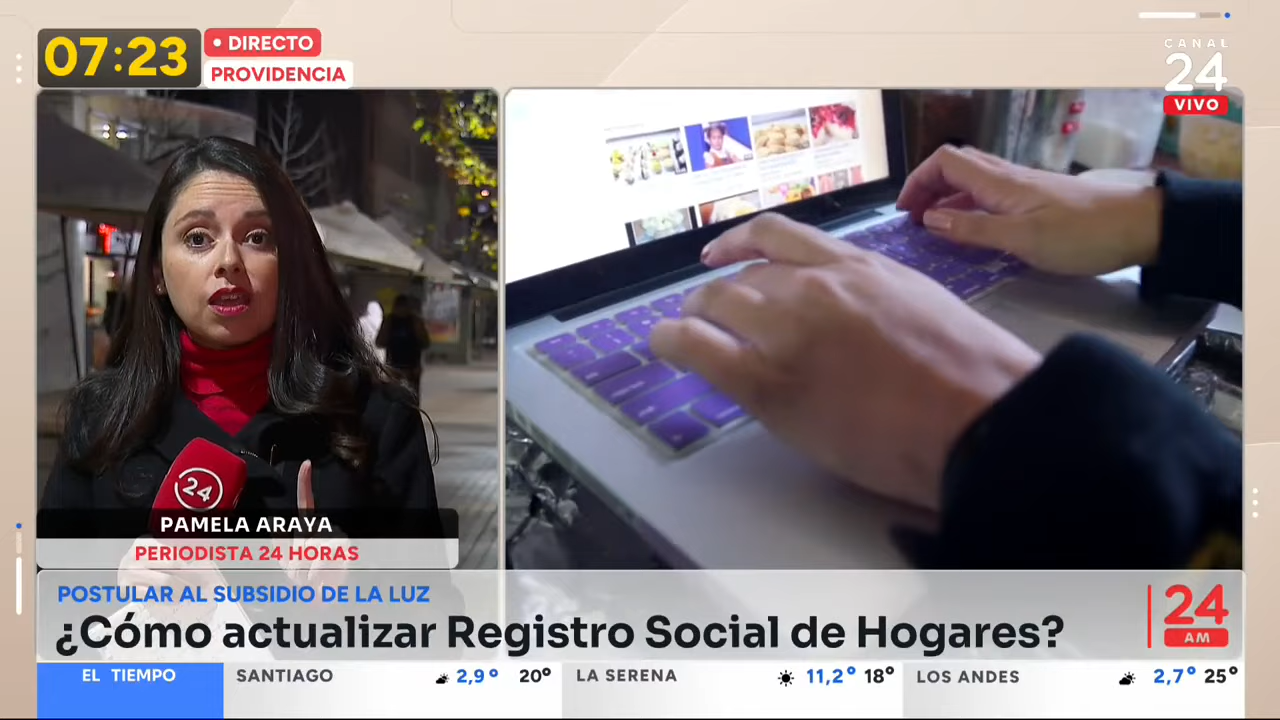 07:23
• DIRECTO
PROVIDENCIA
CANAL
24
VIVO
24
PAMELA ARAYA
PERIODISTA 24 HORAS
POSTULAR AL SUBSIDIO DE LA LUZ
¿Cómo actualizar Registro Social de Hogares?
24
AM
EL TIEMPO
SANTIAGO 2,9° 20°
LA SERENA 11,2° 18°
LOS ANDES 2,7° 25°